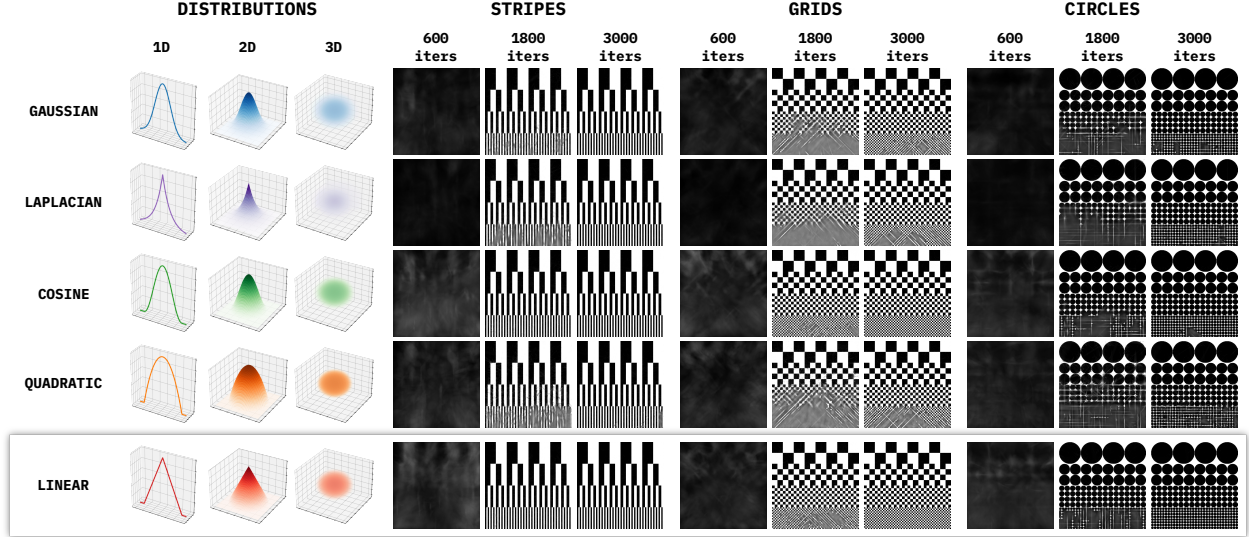 DISTRIBUTIONS STRIPES GRIDS CIRCLES
1D 2D 3D 600 iters 1800 iters 3000 iters 600 iters 1800 iters 3000 iters 600 iters 1800 iters 3000 iters
GAUSSIAN
LAPLACIAN
COSINE
QUADRATIC
LINEAR